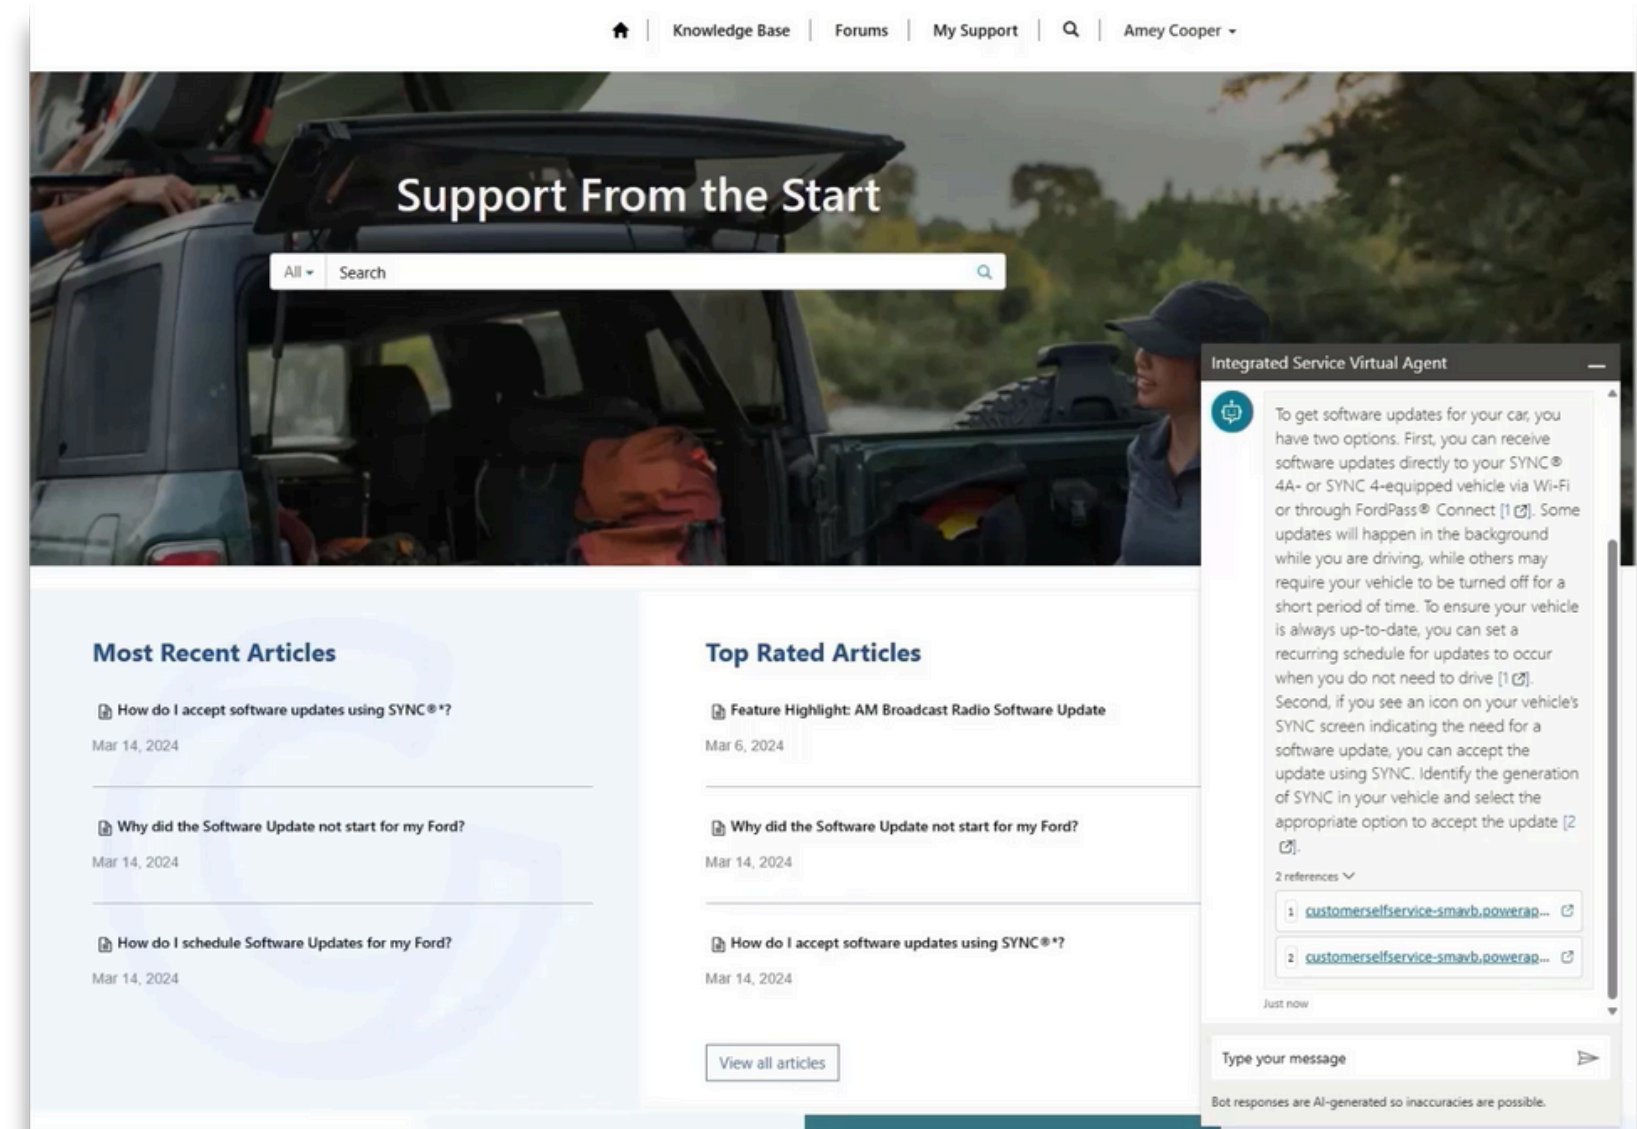 Knowledge Base
Forums
My Support
Amey Cooper
Support From the Start
All
Search
Most Recent Articles
How do I accept software updates using SYNC®*?
Mar 14, 2024
Why did the Software Update not start for my Ford?
Mar 14, 2024
How do I schedule Software Updates for my Ford?
Mar 14, 2024
Top Rated Articles
Feature Highlight: AM Broadcast Radio Software Update
Mar 6, 2024
Why did the Software Update not start for my Ford?
Mar 14, 2024
How do I accept software updates using SYNC®*?
Mar 14, 2024
View all articles
Integrated Service Virtual Agent
To get software updates for your car, you
have two options. First, you can receive
software updates directly to your SYNC®
4A- or SYNC 4-equipped vehicle via Wi-Fi
or through FordPass® Connect [1]. Some
updates will happen in the background
while you are driving, while others may
require your vehicle to be turned off for a
short period of time. To ensure your vehicle
is always up-to-date, you can set a
recurring schedule for updates to occur
when you do not need to drive [1].
Second, if you see an icon on your vehicle's
SYNC screen indicating the need for a
software update, you can accept the
update using SYNC. Identify the generation
of SYNC in your vehicle and select the
appropriate option to accept the update [2
].
2 references
1 customerselfservice-smavb.powerap...
2 customerselfservice-smavb.powerap...
Just now
Type your message
Bot responses are AI-generated so inaccuracies are possible.